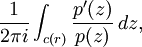 \frac{1}{2\pi i} \int_{c(r)} \frac{p'(z)}{p(z)} \, dz,